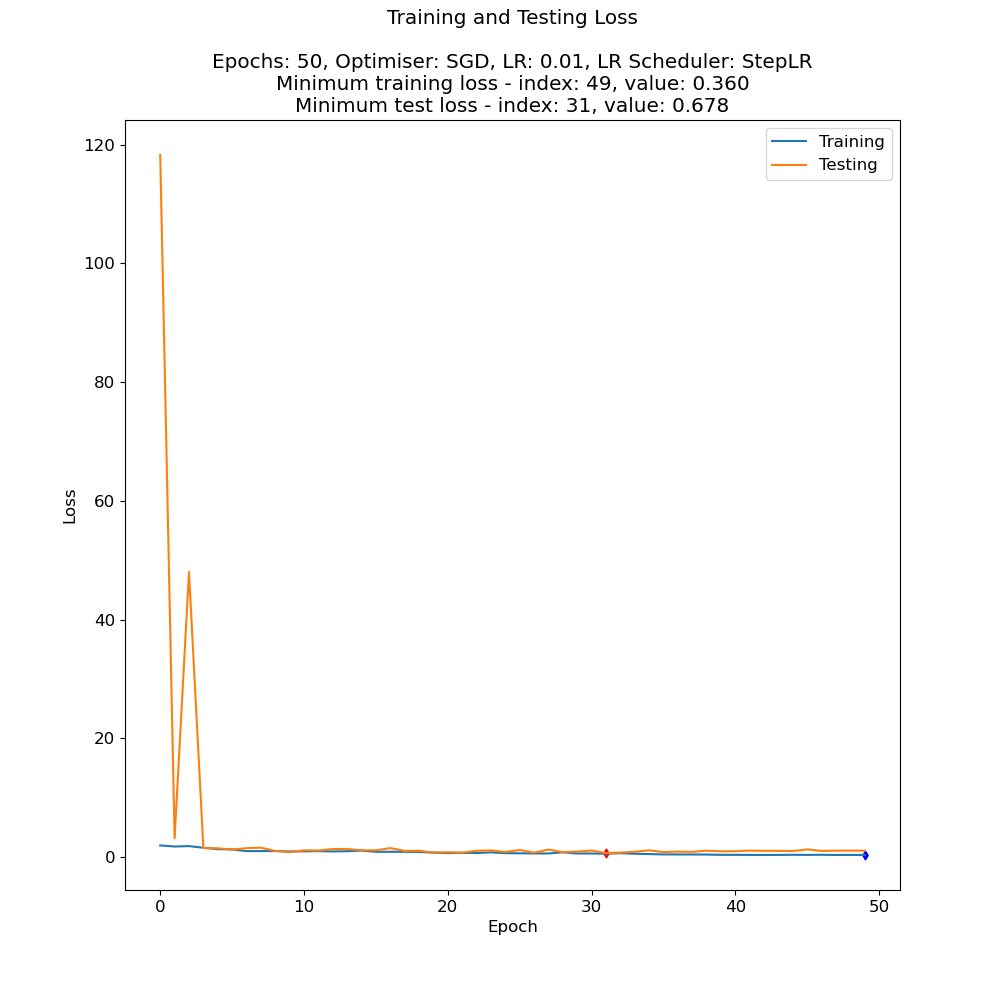 Training and Testing Loss
Epochs: 50, Optimiser: SGD, LR: 0.01, LR Scheduler: StepLR
Minimum training loss - index: 49, value: 0.360
Minimum test loss - index: 31, value: 0.678
Training
Testing
120
100
80
60
40
20
0
Loss
0 10 20 30 40 50
Epoch